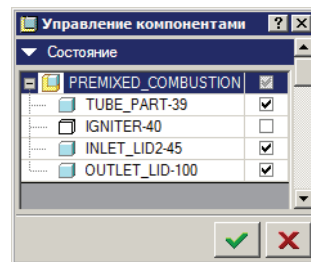 Управление компонентами
Состояние
PREMIXED_COMBUSTION
TUBE_PART-39
IGNITER-40
INLET_LID2-45
OUTLET_LID-100